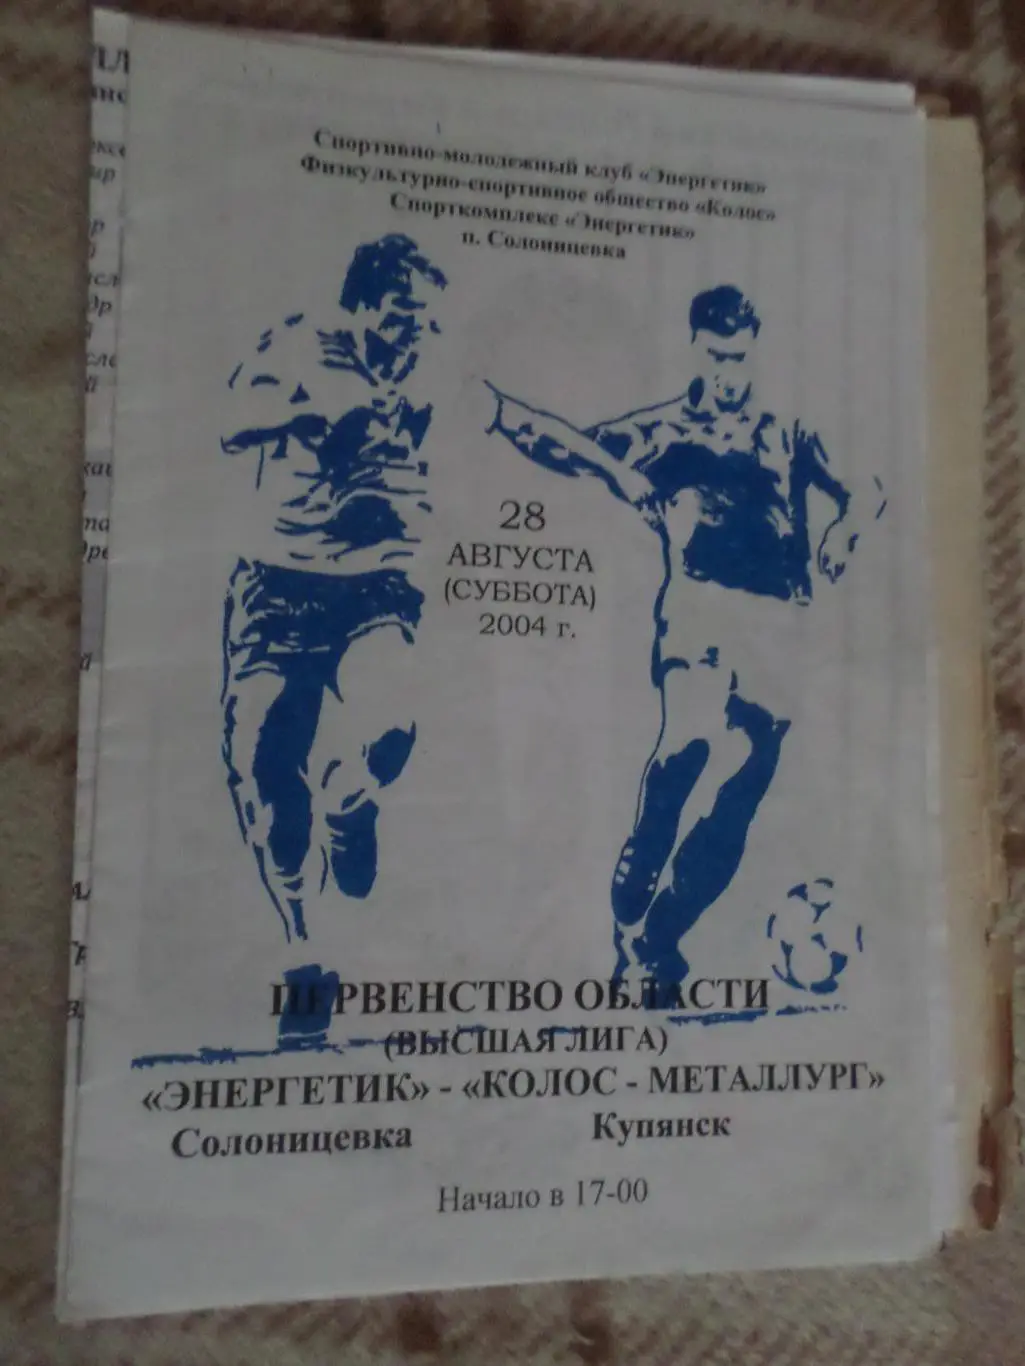 Спортивно-молодежный клуб «Энергетик»
Физкультурно-спортивное общество «Колос»
Спорткомплекс «Энергетик»
п. Солоницевка
28
АВГУСТА
(СУББОТА)
2004 г.
ПЕРВЕНСТВО ОБЛАСТИ
(ВЫСШАЯ ЛИГА)
«ЭНЕРГЕТИК» - «КОЛОС - МЕТАЛЛУРГ»
Солоницевка Купянск
Начало в 17-00